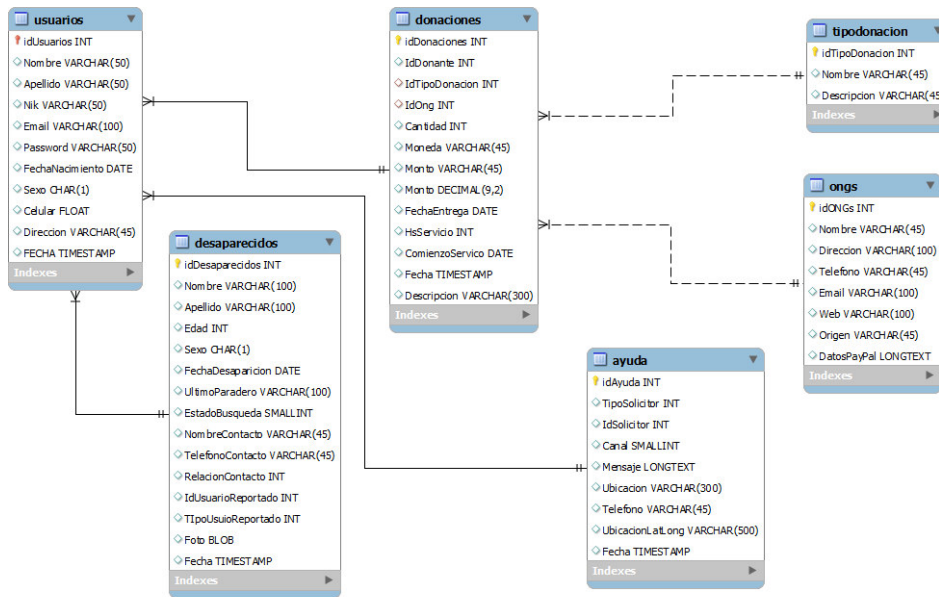 usuarios
idUsuarios INT
Nombre VARCHAR(50)
Apellido VARCHAR(50)
Nik VARCHAR(50)
Email VARCHAR(100)
Password VARCHAR(50)
FechaNacimiento DATE
Sexo CHAR(1)
Celular FLOAT
Direccion VARCHAR(45)
FECHA TIMESTAMP
Indexes
desaparecidos
idDesaparecidos INT
Nombre VARCHAR(100)
Apellido VARCHAR(100)
Edad INT
Sexo CHAR(1)
FechaDesaparicion DATE
UltimoParadero VARCHAR(100)
EstadoBusqueda SMALLINT
NombreContacto VARCHAR(45)
TelefonoContacto VARCHAR(45)
RelacionContacto INT
IdUsuarioReportado INT
TIpoUsuioReportado INT
Foto BLOB
Fecha TIMESTAMP
Indexes
donaciones
idDonaciones INT
IdDonante INT
IdTipoDonacion INT
IdOng INT
Cantidad INT
Moneda VARCHAR(45)
Monto VARCHAR(45)
Monto DECIMAL(9,2)
FechaEntrega DATE
HsServicio INT
ComienzoServico DATE
Fecha TIMESTAMP
Descripcion VARCHAR(300)
Indexes
ayuda
idAyuda INT
TipoSolicitor INT
IdSolicitor INT
Canal SMALLINT
Mensaje LONGTEXT
Ubicacion VARCHAR(300)
Telefono VARCHAR(45)
UbicacionLatLong VARCHAR(500)
Fecha TIMESTAMP
Indexes
tipodonacion
idTipoDonacion INT
Nombre VARCHAR(45)
Descripcion VARCHAR(45
Indexes
ongs
idONGs INT
Nombre VARCHAR(45)
Direccion VARCHAR(100)
Telefono VARCHAR(45)
Email VARCHAR(100)
Web VARCHAR(100)
Origen VARCHAR(45)
DatosPayPal LONGTEXT
Indexes